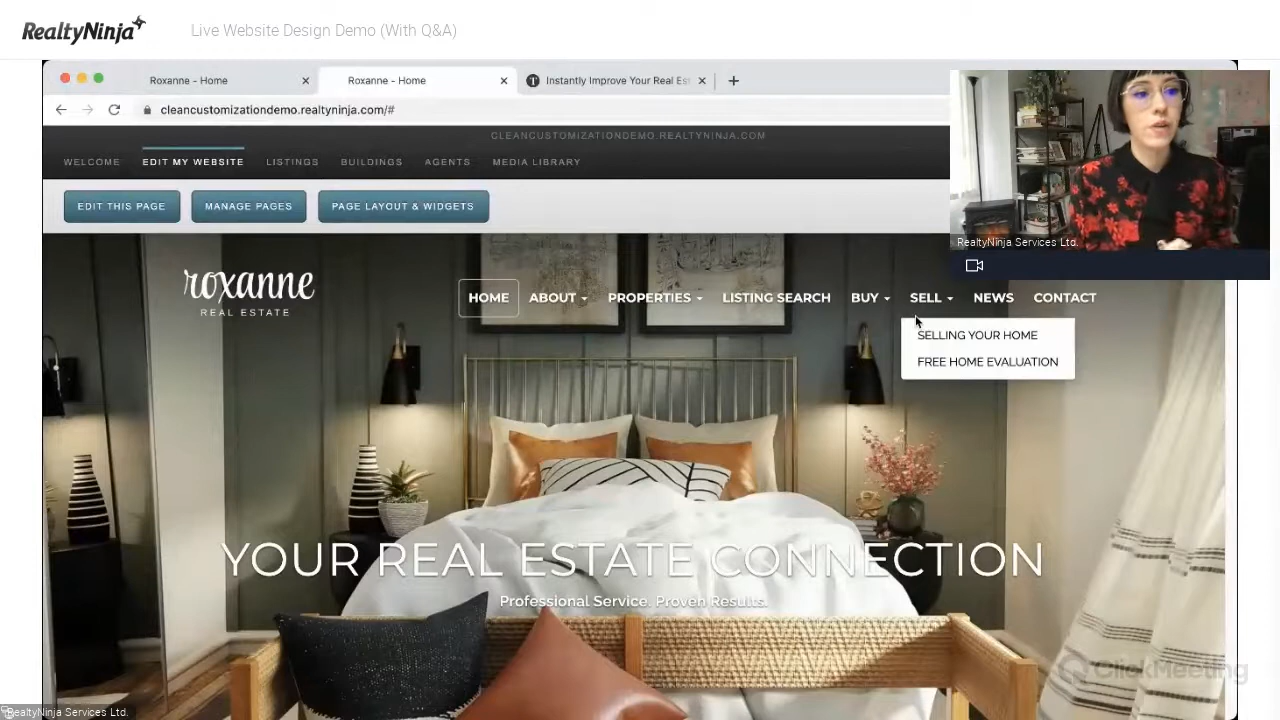 RealtyNinja
Live Website Design Demo (With Q&A)
Roxanne - Home
Roxanne - Home
T Instantly Improve Your Real Es
cleancustomizationdemo.realtyninja.com/#
CLEANCUSTOMIZATIONDEMO.REALTYNINJA.COM
WELCOME EDIT MY WEBSITE LISTINGS BUILDINGS AGENTS MEDIA LIBRARY
EDIT THIS PAGE MANAGE PAGES PAGE LAYOUT & WIDGETS
RealtyNinja Services Ltd.
roxanne
REAL ESTATE
HOME ABOUT PROPERTIES LISTING SEARCH BUY SELL NEWS CONTACT
SELLING YOUR HOME
FREE HOME EVALUATION
YOUR REAL ESTATE CONNECTION
Professional Service. Proven Results.
ClickMeeting
RealtyNinja Services Ltd.